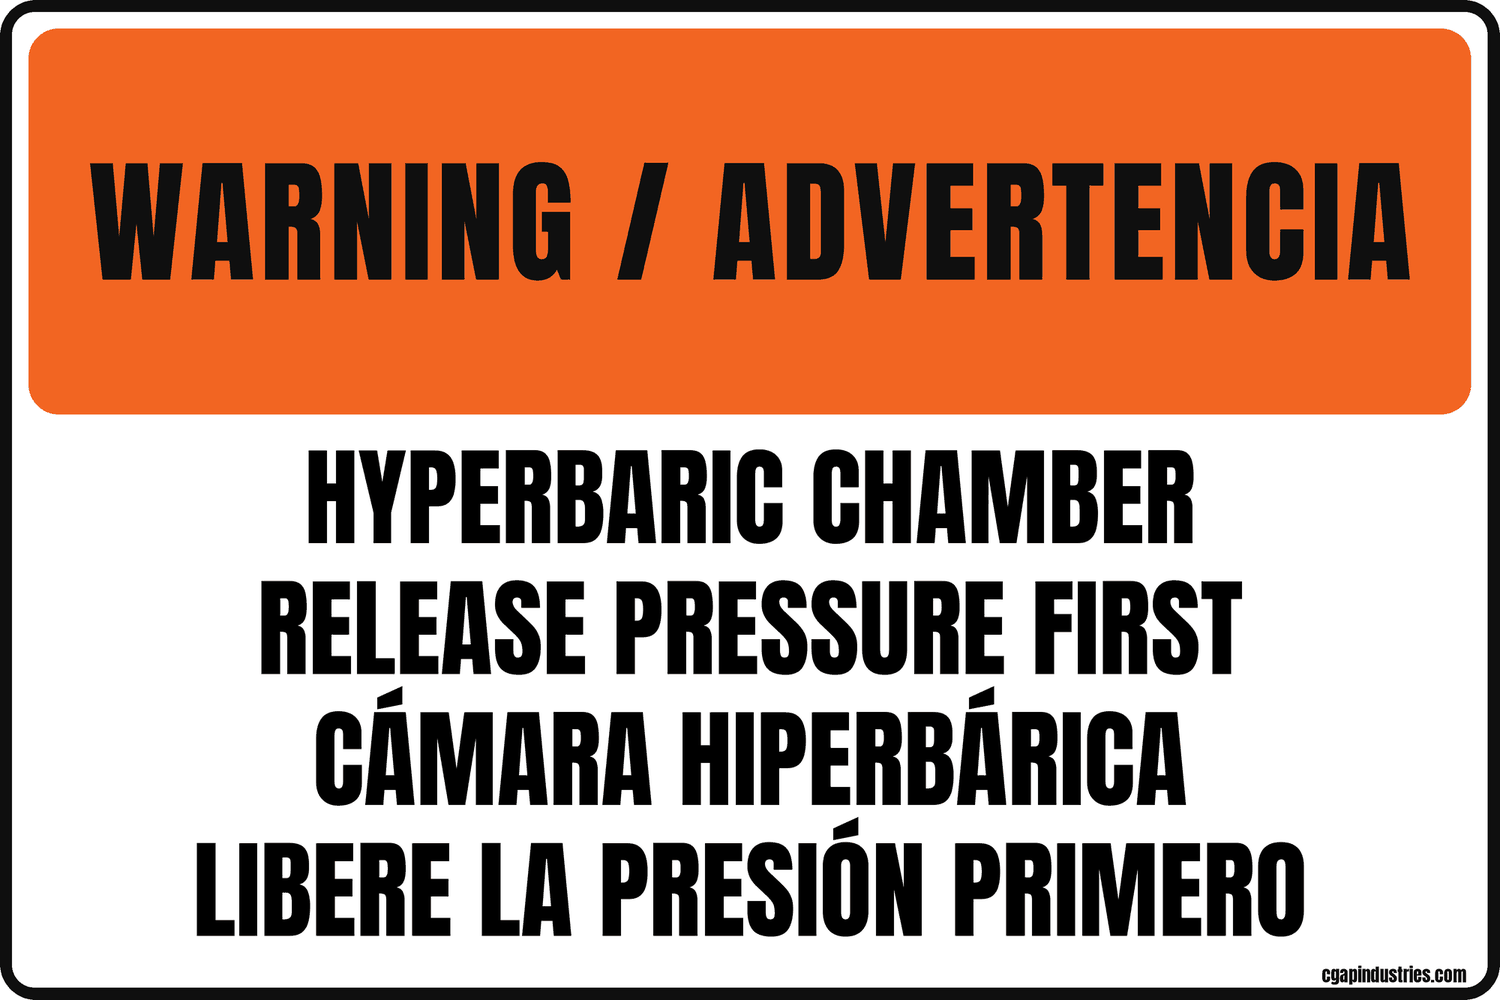 WARNING / ADVERTENCIA
HYPERBARIC CHAMBER
RELEASE PRESSURE FIRST
CÁMARA HIPERBÁRICA
LIBERE LA PRESIÓN PRIMERO
cgapindustries.com